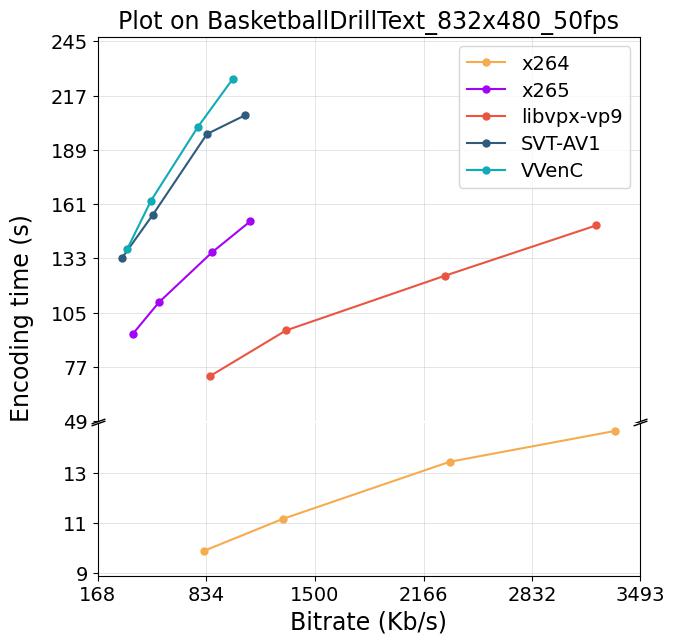 Plot on BasketballDrillText_832x480_50fps
245
217
189
161
133
105
77
49
13
11
9
Encoding time (s)
x264
x265
libvpx-vp9
SVT-AV1
VVenC
168 834 1500 2166 2832 3493
Bitrate (Kb/s)